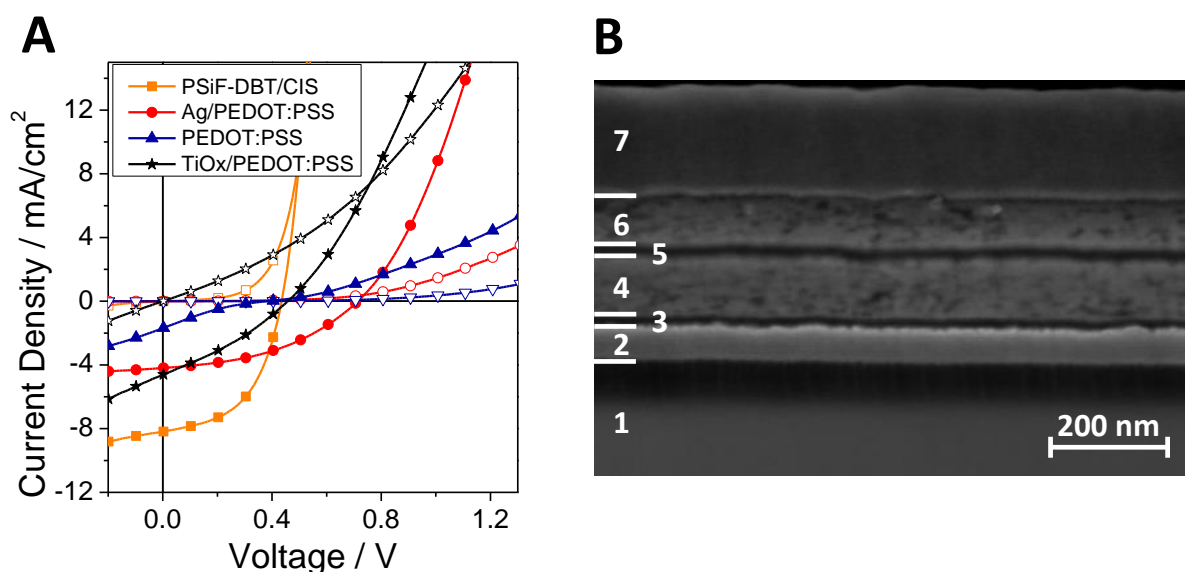 A
PSiF-DBT/CIS
Ag/PEDOT:PSS
PEDOT:PSS
TiOx/PEDOT:PSS
12
8
4
0
-4
-8
-12
0.0 0.4 0.8 1.2
Current Density / mA/cm²
Voltage / V
B
7
6
5
4
3
2
1
200 nm